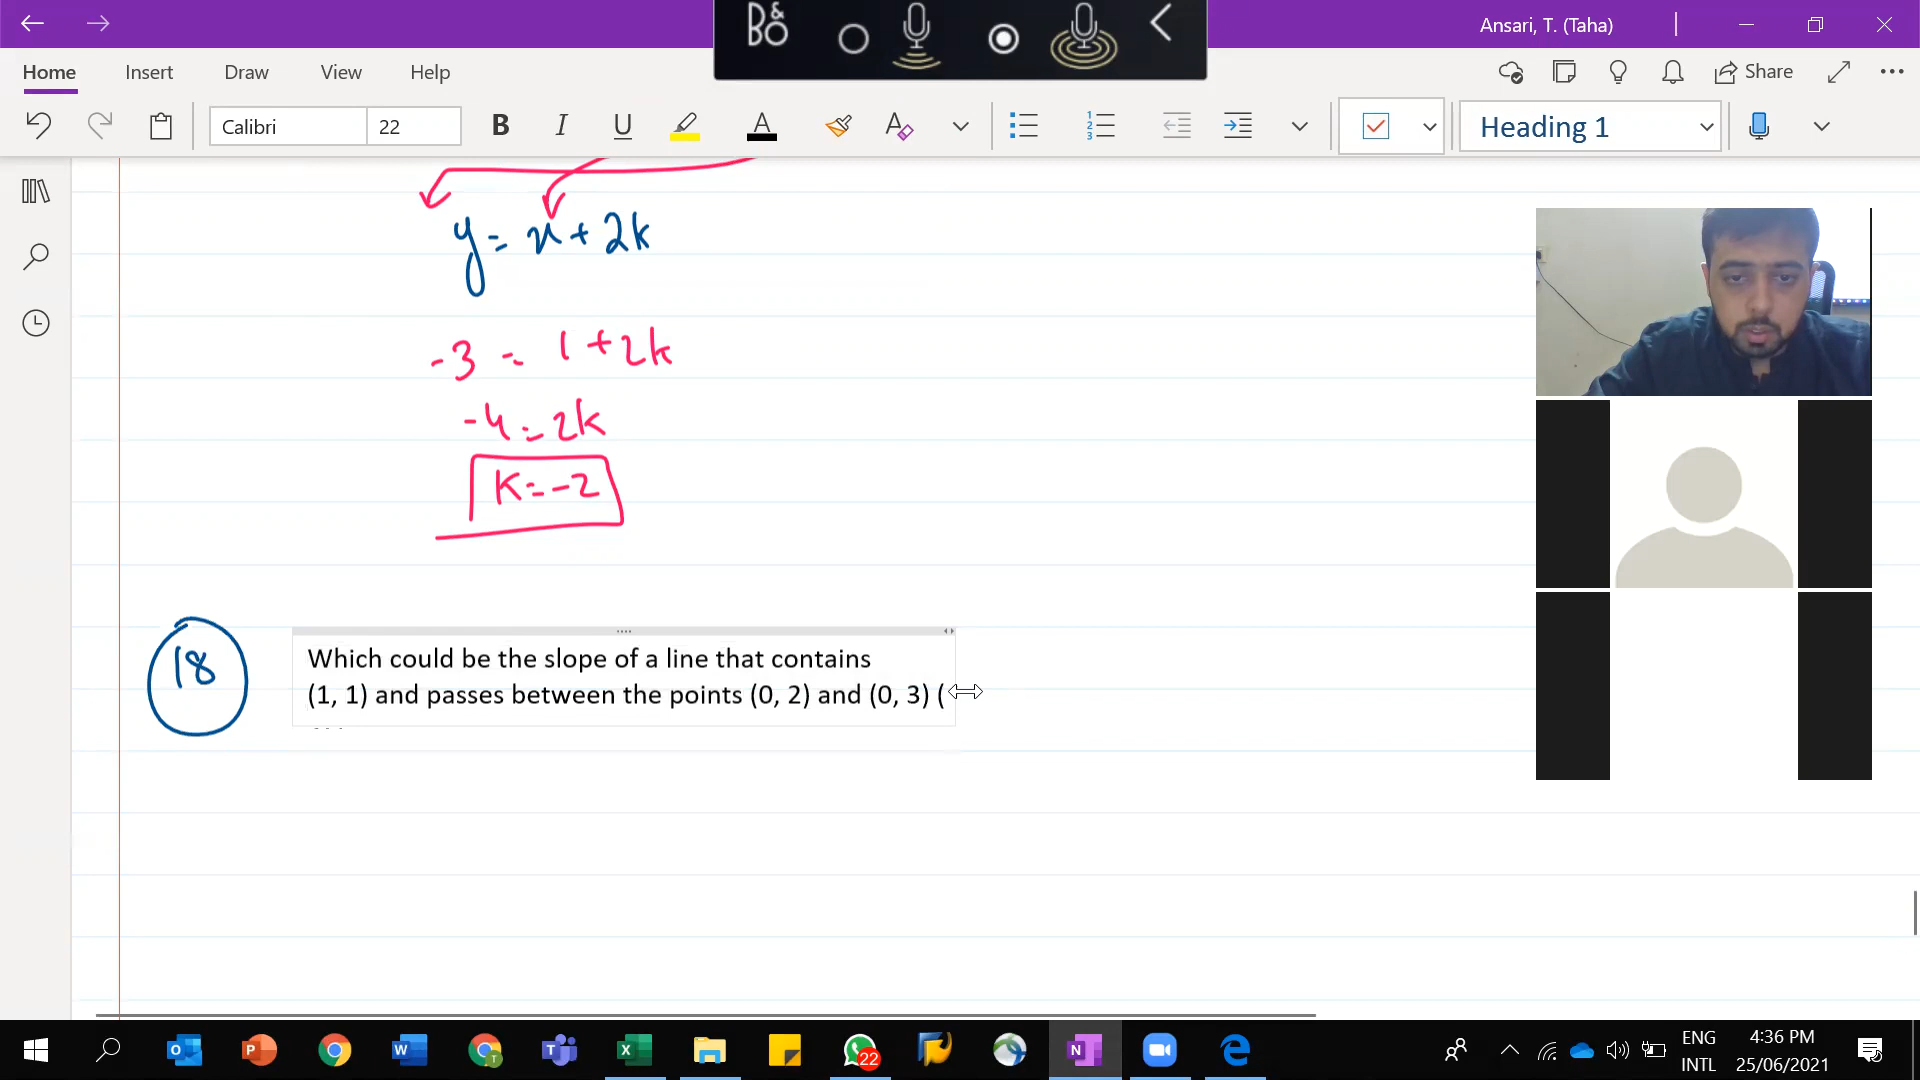 B&O
Ansari, T. (Taha)
Home Insert Draw View Help
Share
Calibri 22 B I U A A Heading 1
y = x + 2k
-3 = 1 + 2k
-4 = 2k
k = -2
18
Which could be the slope of a line that contains
(1, 1) and passes between the points (0, 2) and (0, 3) (
22
ENG 4:36 PM
INTL 25/06/2021